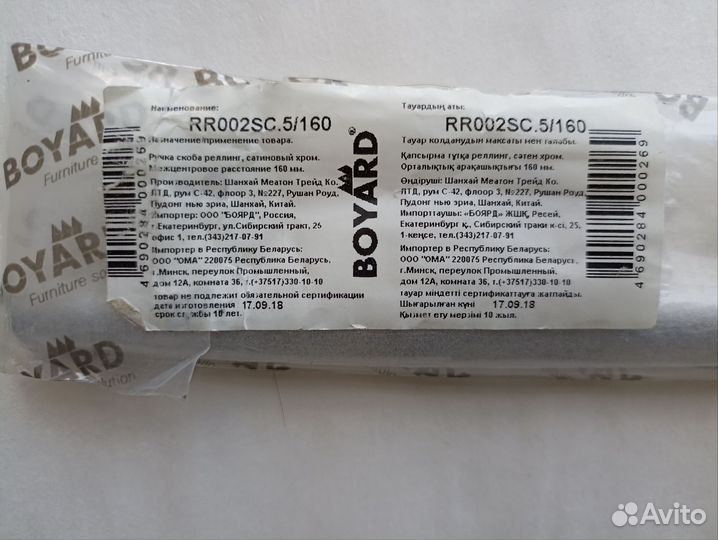 BOYARD
Furniture solution
BOYARD
BOYARD
Наименование:
RR002SC.5/160
Назначение/применение товара.
Ручка скоба реллинг, сатиновый хром.
Межцентровое расстояние 160 мм.
Производитель: Шанхай Меатон Трейд Ко.
ЛТД, рум С-42, флоор 3, №227, Рушан Роуд,
Пудонг нью эриа, Шанхай, Китай.
Импортер: ООО "БОЯРД", Россия,
г.Екатеринбург, ул.Сибирский тракт, 25
офис 1, тел.(343)217-07-91
Импортер в Республику Беларусь:
ООО "ОМА" 220075 Республика Беларусь,
г.Минск, переулок Промышленный,
дом 12А, комната 36, т.(+37517)330-10-10
товар не подлежит обязательной сертификации
дата изготовления 17.09.18
срок службы 10 лет.
4690284000269
BOYARD®
Тауардың аты:
RR002SC.5/160
Тауар қолданудың мақсаты мен талабы.
Қапсырма тұтқа реллинг, сәтен хром.
Орталықтық арақашықтығы 160 мм.
Өндіруші: Шанхай Меатон Трейд Ко.
ЛТД, рум С-42, флоор 3, №227, Рушан Роуд,
Пудонг нью эриа, Шанхай, Китай.
Импорттаушы: «БОЯРД» ЖШҚ, Ресей,
Екатеринбург қ., Сибирский траки к-сі, 25,
1-кеңсе, тел.(343)217-07-91
Импортер в Республику Беларусь:
ООО "ОМА" 220075 Республика Беларусь,
г.Минск, переулок Промышленный,
дом 12А, комната 36, т.(+37517)330-10-10
тауар міндетті сертификаттауға жатпайды.
Шығарылған күні 17.09.18
Қызмет ету мерзімі 10 жыл.
4690284000269
BOYARD
Avito